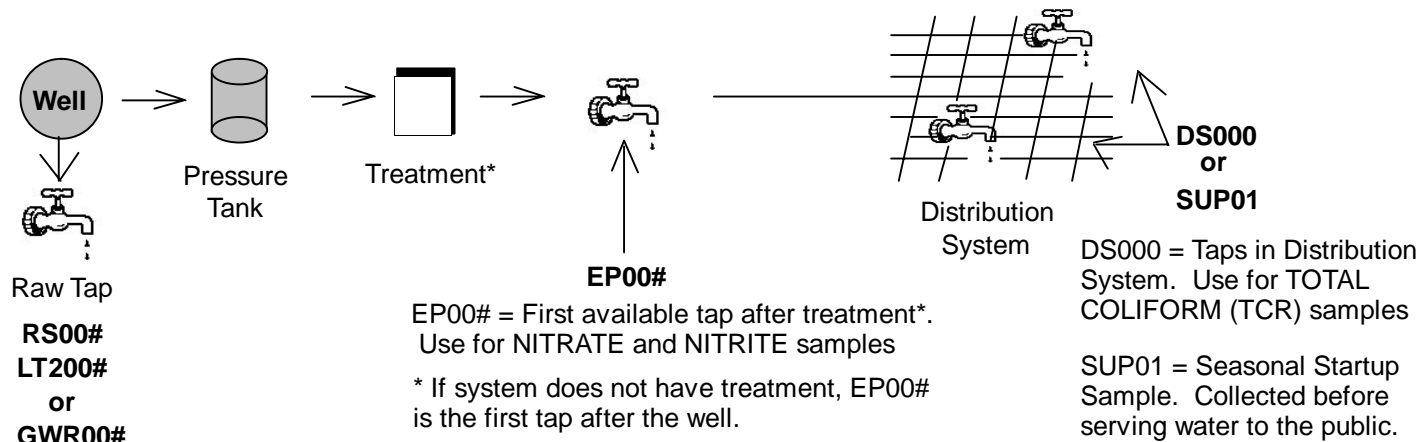 Well
Pressure
Tank
Treatment*
Raw Tap
RS00#
LT200#
or
GWR00#
EP00#
EP00# = First available tap after treatment*.
Use for NITRATE and NITRITE samples
* If system does not have treatment, EP00#
is the first tap after the well.
Distribution
System
DS000
or
SUP01
DS000 = Taps in Distribution
System.  Use for TOTAL
COLIFORM (TCR) samples
SUP01 = Seasonal Startup
Sample.  Collected before
serving water to the public.